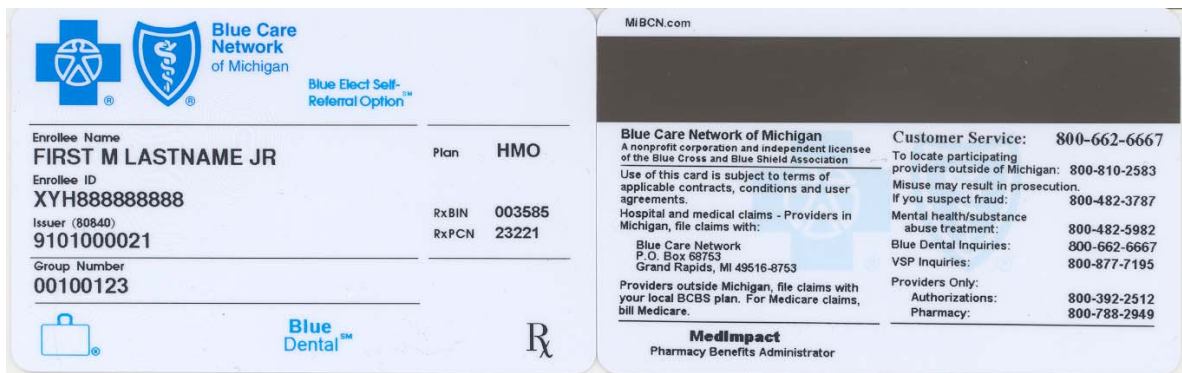 Blue Care
Network
of Michigan
Blue Elect Self-
Referral Option℠
Enrollee Name
FIRST M LASTNAME JR
Enrollee ID
XYH888888888
Issuer (80840)
9101000021
Group Number
00100123
Plan HMO
RxBIN 003585
RxPCN 23221
®
®
®
Blue
Dental℠
Rx
MiBCN.com
Blue Care Network of Michigan
A nonprofit corporation and independent licensee
of the Blue Cross and Blue Shield Association
Use of this card is subject to terms of
applicable contracts, conditions and user
agreements.
Hospital and medical claims - Providers in
Michigan, file claims with:
Blue Care Network
P.O. Box 68753
Grand Rapids, MI 49516-8753
Providers outside Michigan, file claims with
your local BCBS plan. For Medicare claims,
bill Medicare.
MedImpact
Pharmacy Benefits Administrator
Customer Service: 800-662-6667
To locate participating
providers outside of Michigan: 800-810-2583
Misuse may result in prosecution.
If you suspect fraud: 800-482-3787
Mental health/substance
abuse treatment: 800-482-5982
Blue Dental Inquiries: 800-662-6667
VSP Inquiries: 800-877-7195
Providers Only:
Authorizations: 800-392-2512
Pharmacy: 800-788-2949